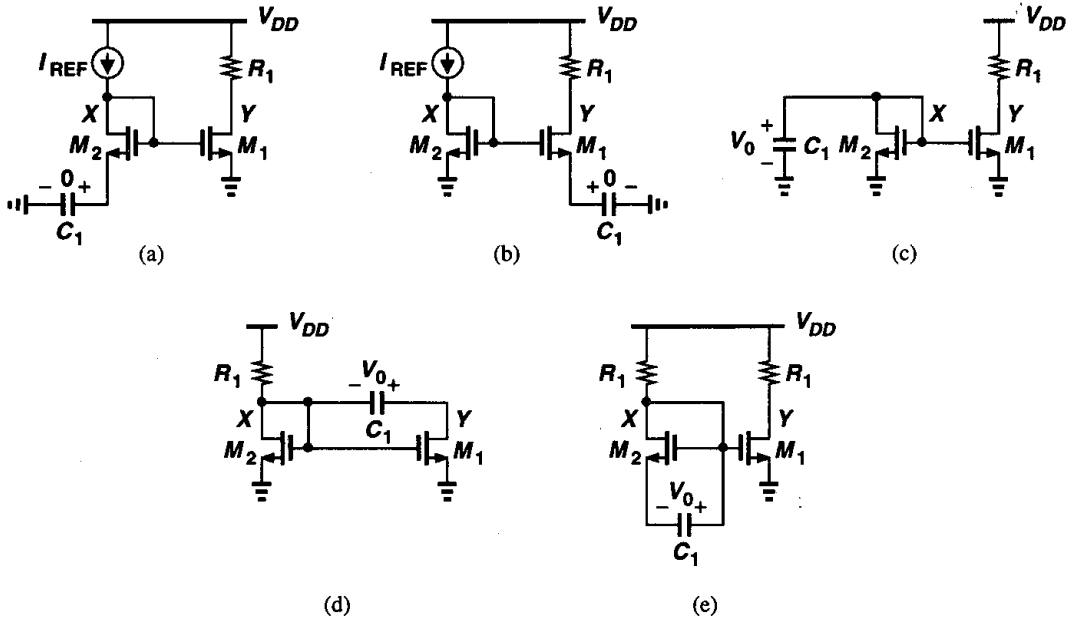 V_DD
I_REF
R_1
X
Y
M_2
M_1
− 0 +
C_1
(a)
V_DD
I_REF
R_1
X
Y
M_2
M_1
+ 0 −
C_1
(b)
V_DD
R_1
X
Y
+
V_0
−
C_1
M_2
M_1
(c)
V_DD
R_1
− V_0 +
X
Y
C_1
M_2
M_1
(d)
V_DD
R_1
R_1
X
Y
M_2
M_1
− V_0 +
C_1
(e)